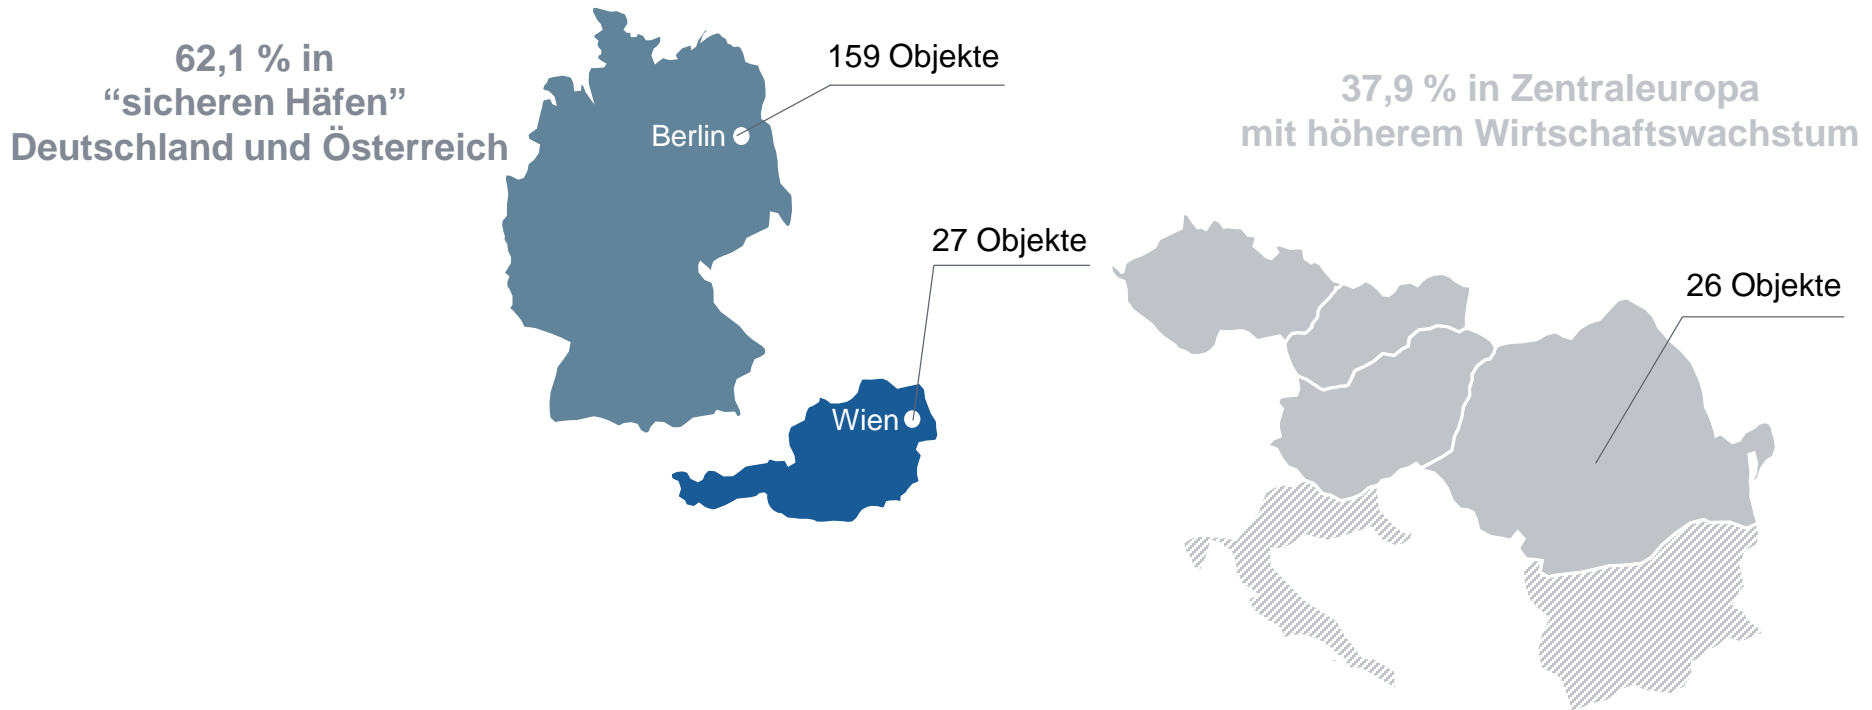 62,1 % in
“sicheren Häfen”
Deutschland und Österreich
159 Objekte
Berlin
27 Objekte
Wien
37,9 % in Zentraleuropa
mit höherem Wirtschaftswachstum
26 Objekte